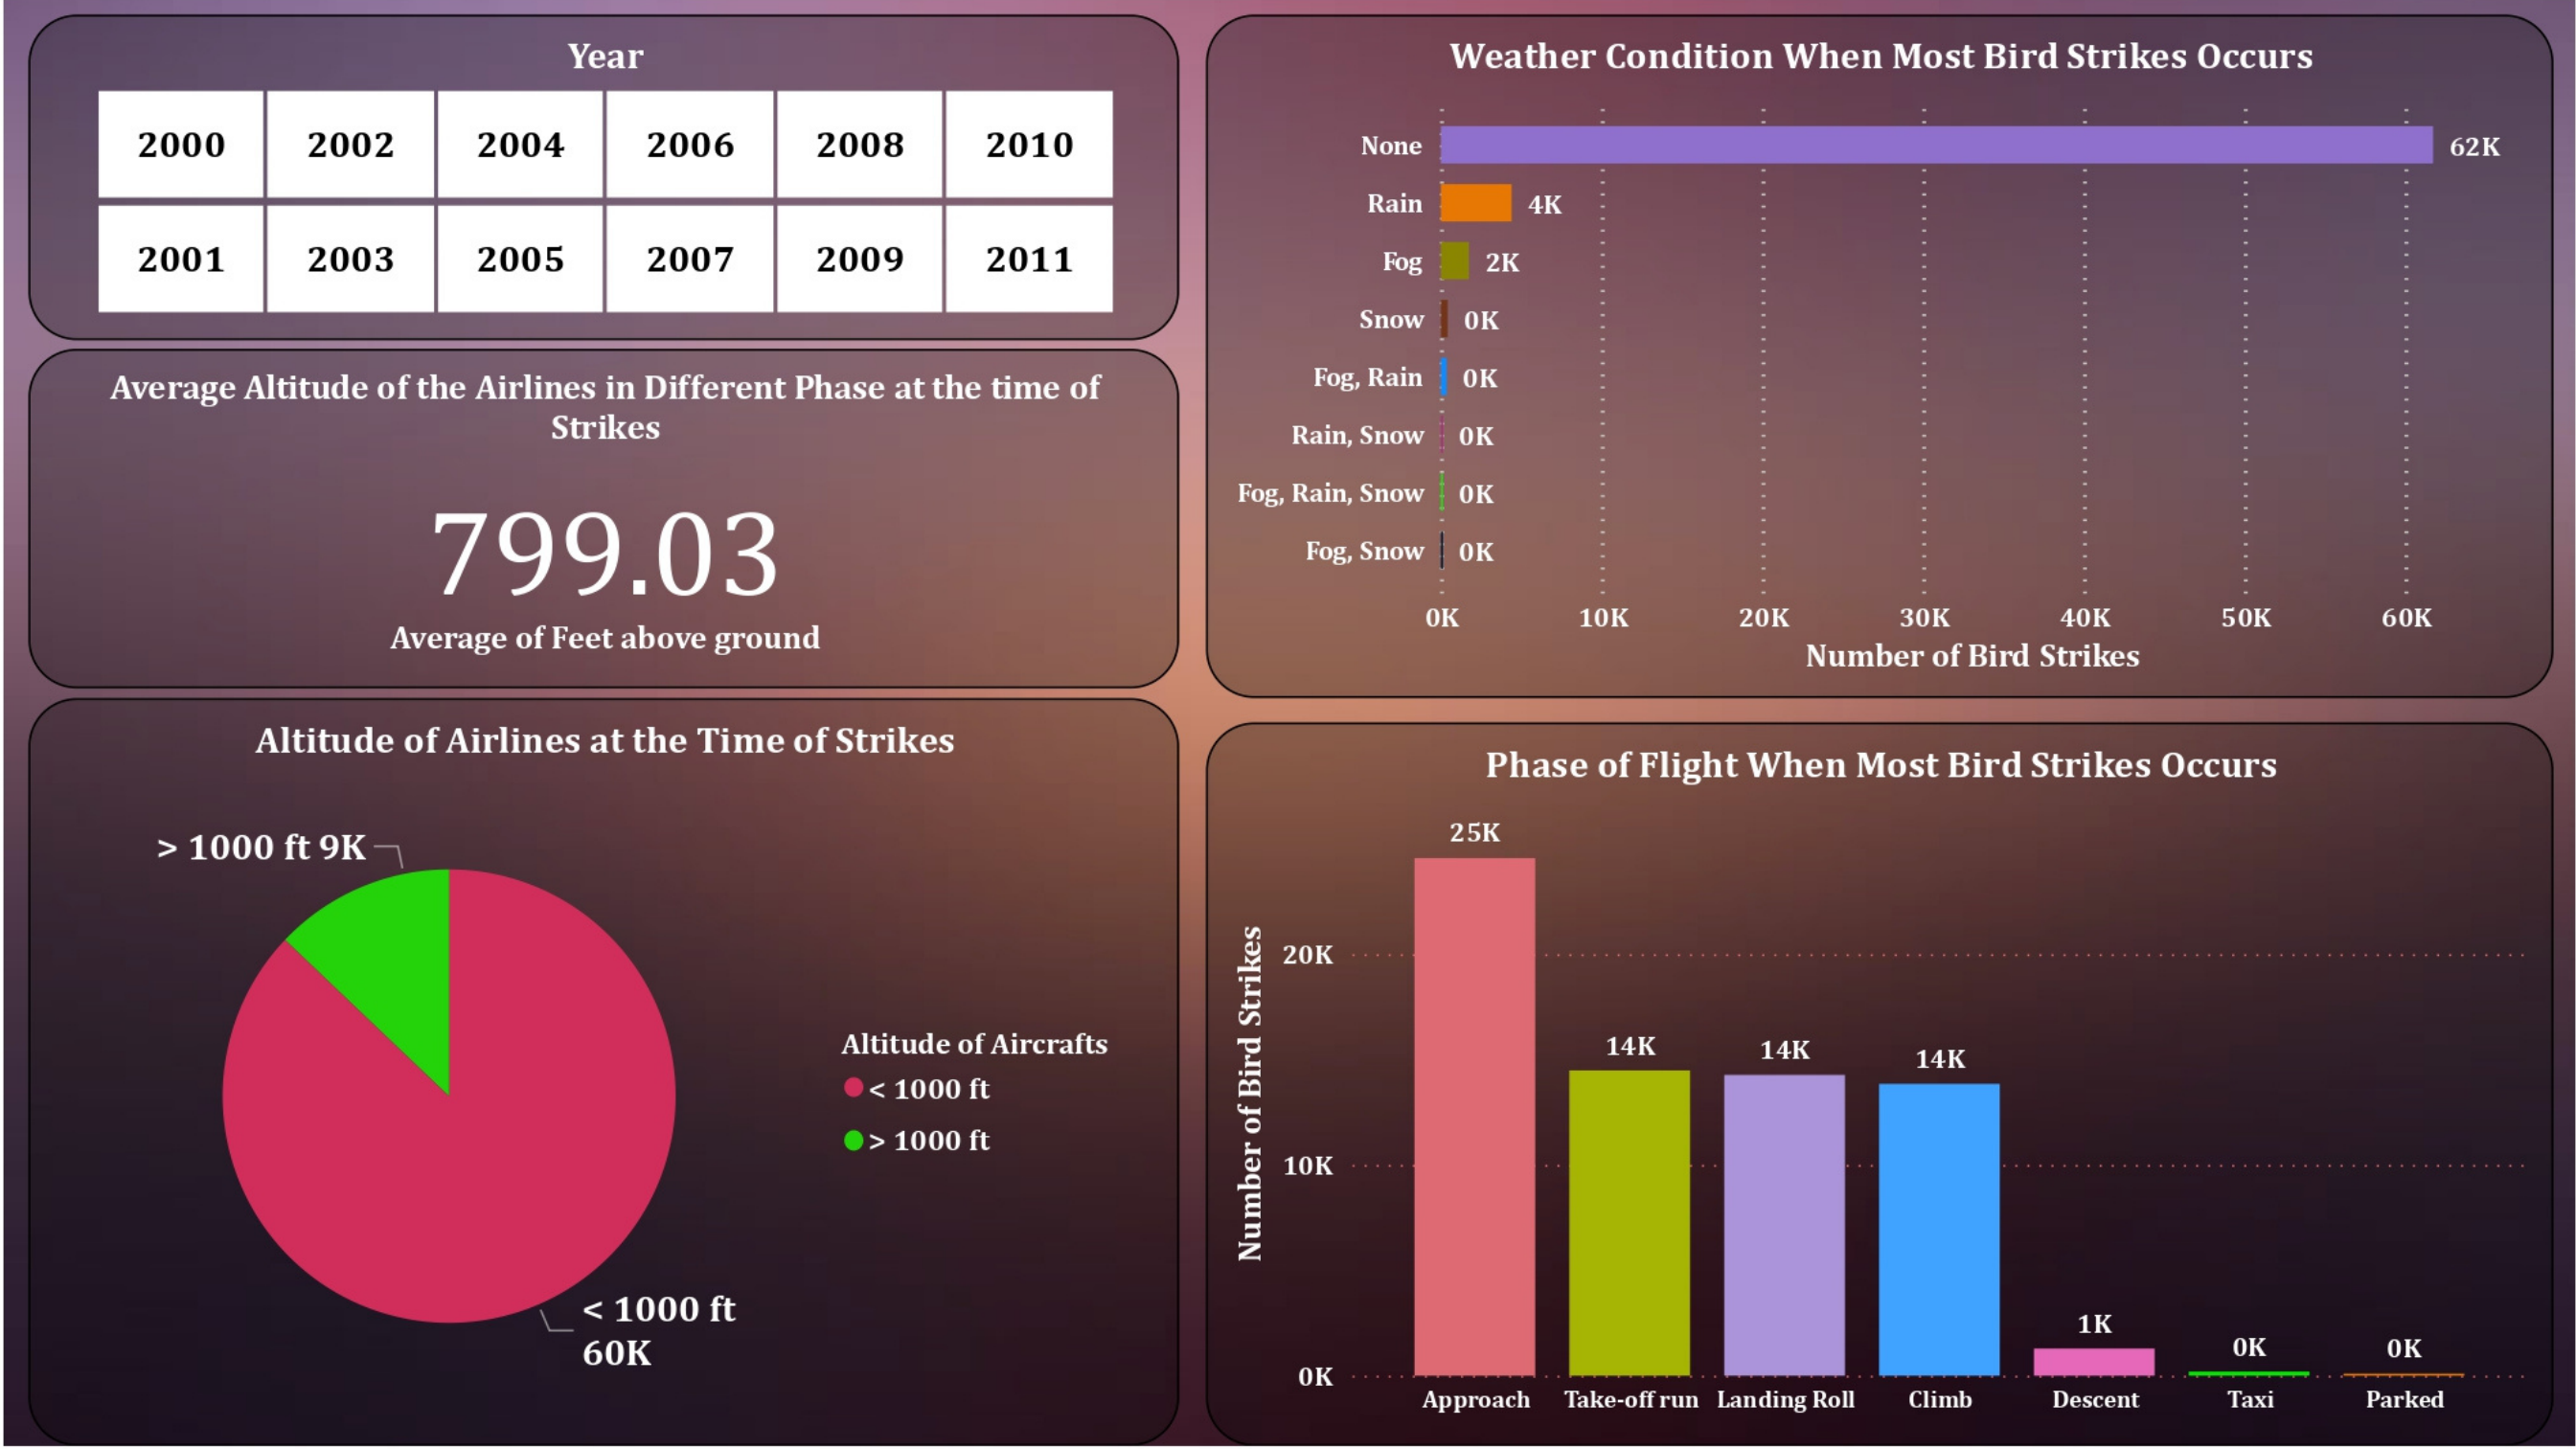 Year
2000 2002 2004 2006 2008 2010
2001 2003 2005 2007 2009 2011
Average Altitude of the Airlines in Different Phase at the time of
Strikes
799.03
Average of Feet above ground
Altitude of Airlines at the Time of Strikes
> 1000 ft 9K
< 1000 ft
60K
Altitude of Aircrafts
< 1000 ft
> 1000 ft
Weather Condition When Most Bird Strikes Occurs
None 62K
Rain 4K
Fog 2K
Snow 0K
Fog, Rain 0K
Rain, Snow 0K
Fog, Rain, Snow 0K
Fog, Snow 0K
0K 10K 20K 30K 40K 50K 60K
Number of Bird Strikes
Phase of Flight When Most Bird Strikes Occurs
Number of Bird Strikes
20K
10K
0K
25K 14K 14K 14K 1K 0K 0K
Approach Take-off run Landing Roll Climb Descent Taxi Parked